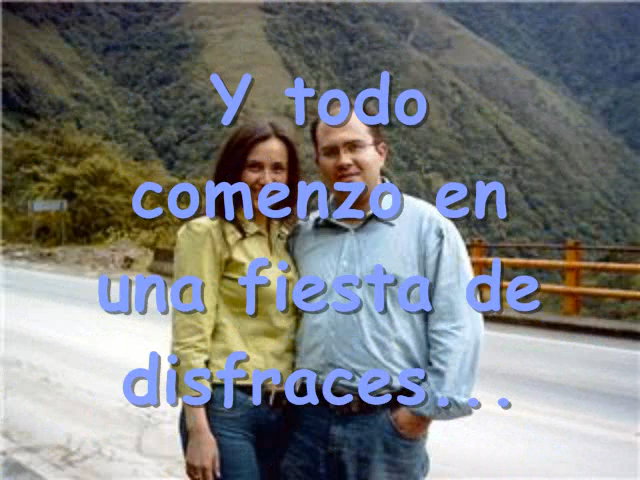 Y todo
comenzo en
una fiesta de
disfraces...